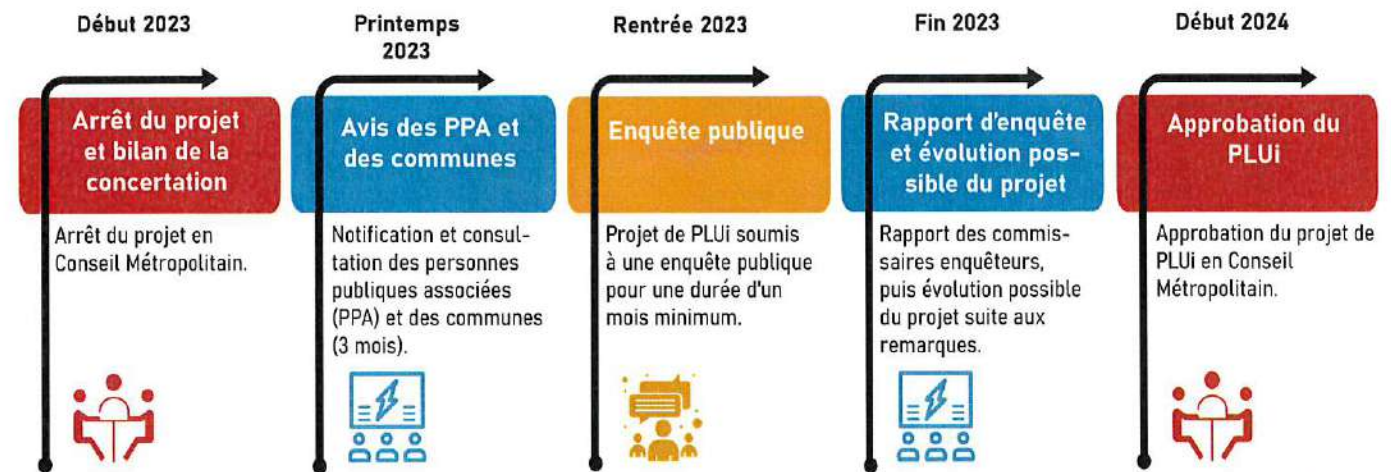 Début 2023
Arrêt du projet
et bilan de la
concertation
Arrêt du projet en
Conseil Métropolitain.
Printemps
2023
Avis des PPA et
des communes
Notification et consul-
tation des personnes
publiques associées
(PPA) et des communes
(3 mois).
Rentrée 2023
Enquête publique
Projet de PLUi soumis
à une enquête publique
pour une durée d'un
mois minimum.
Fin 2023
Rapport d'enquête
et évolution pos-
sible du projet
Rapport des commis-
saires enquêteurs,
puis évolution possible
du projet suite aux
remarques.
Début 2024
Approbation du
PLUi
Approbation du projet de
PLUi en Conseil
Métropolitain.